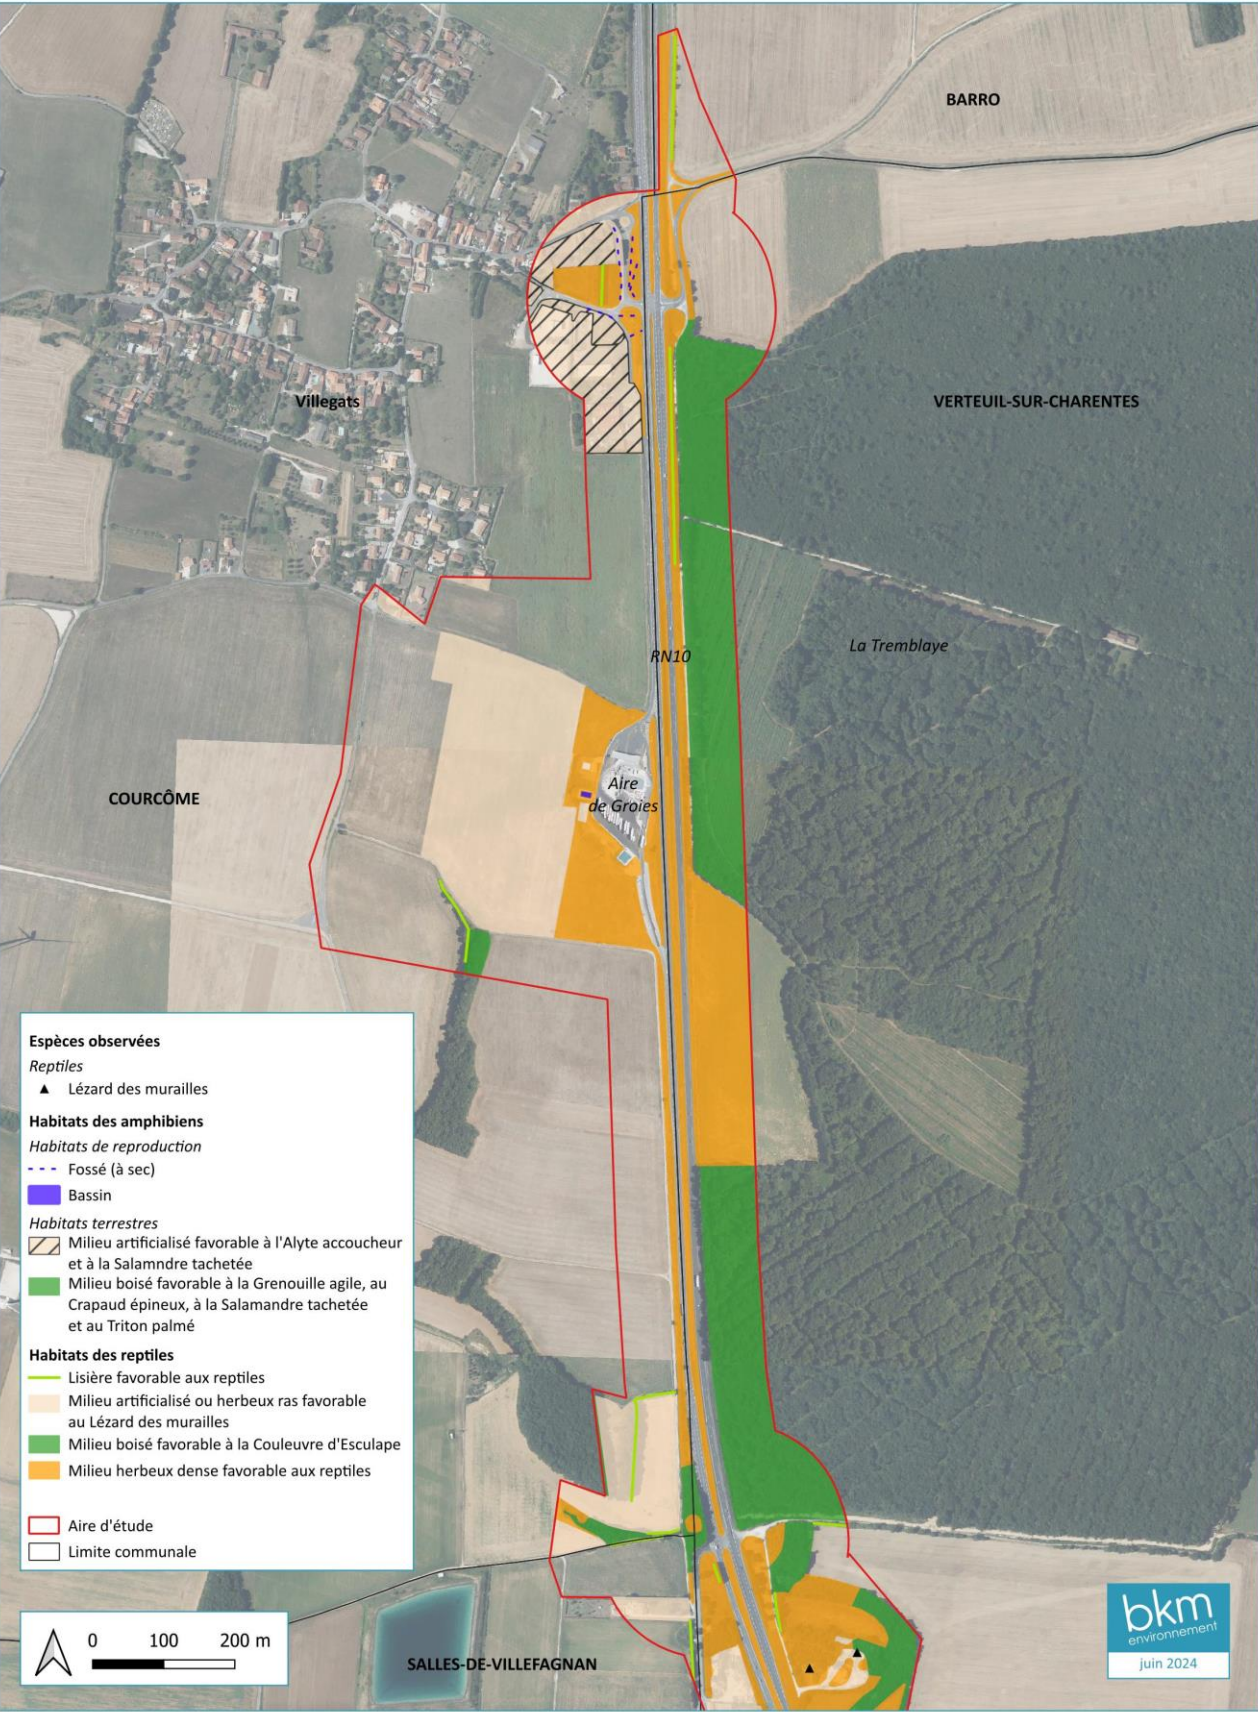 BARRO
VERTEUIL-SUR-CHARENTES
Villegats
La Tremblaye
RN10
Aire
de Groies
COURCÔME
Espèces observées
Reptiles
Lézard des murailles
Habitats des amphibiens
Habitats de reproduction
Fossé (à sec)
Bassin
Habitats terrestres
Milieu artificialisé favorable à l'Alyte accoucheur
et à la Salamndre tachetée
Milieu boisé favorable à la Grenouille agile, au
Crapaud épineux, à la Salamandre tachetée
et au Triton palmé
Habitats des reptiles
Lisière favorable aux reptiles
Milieu artificialisé ou herbeux ras favorable
au Lézard des murailles
Milieu boisé favorable à la Couleuvre d'Esculape
Milieu herbeux dense favorable aux reptiles
Aire d'étude
Limite communale
0 100 200 m
SALLES-DE-VILLEFAGNAN
bkm
environnement
juin 2024